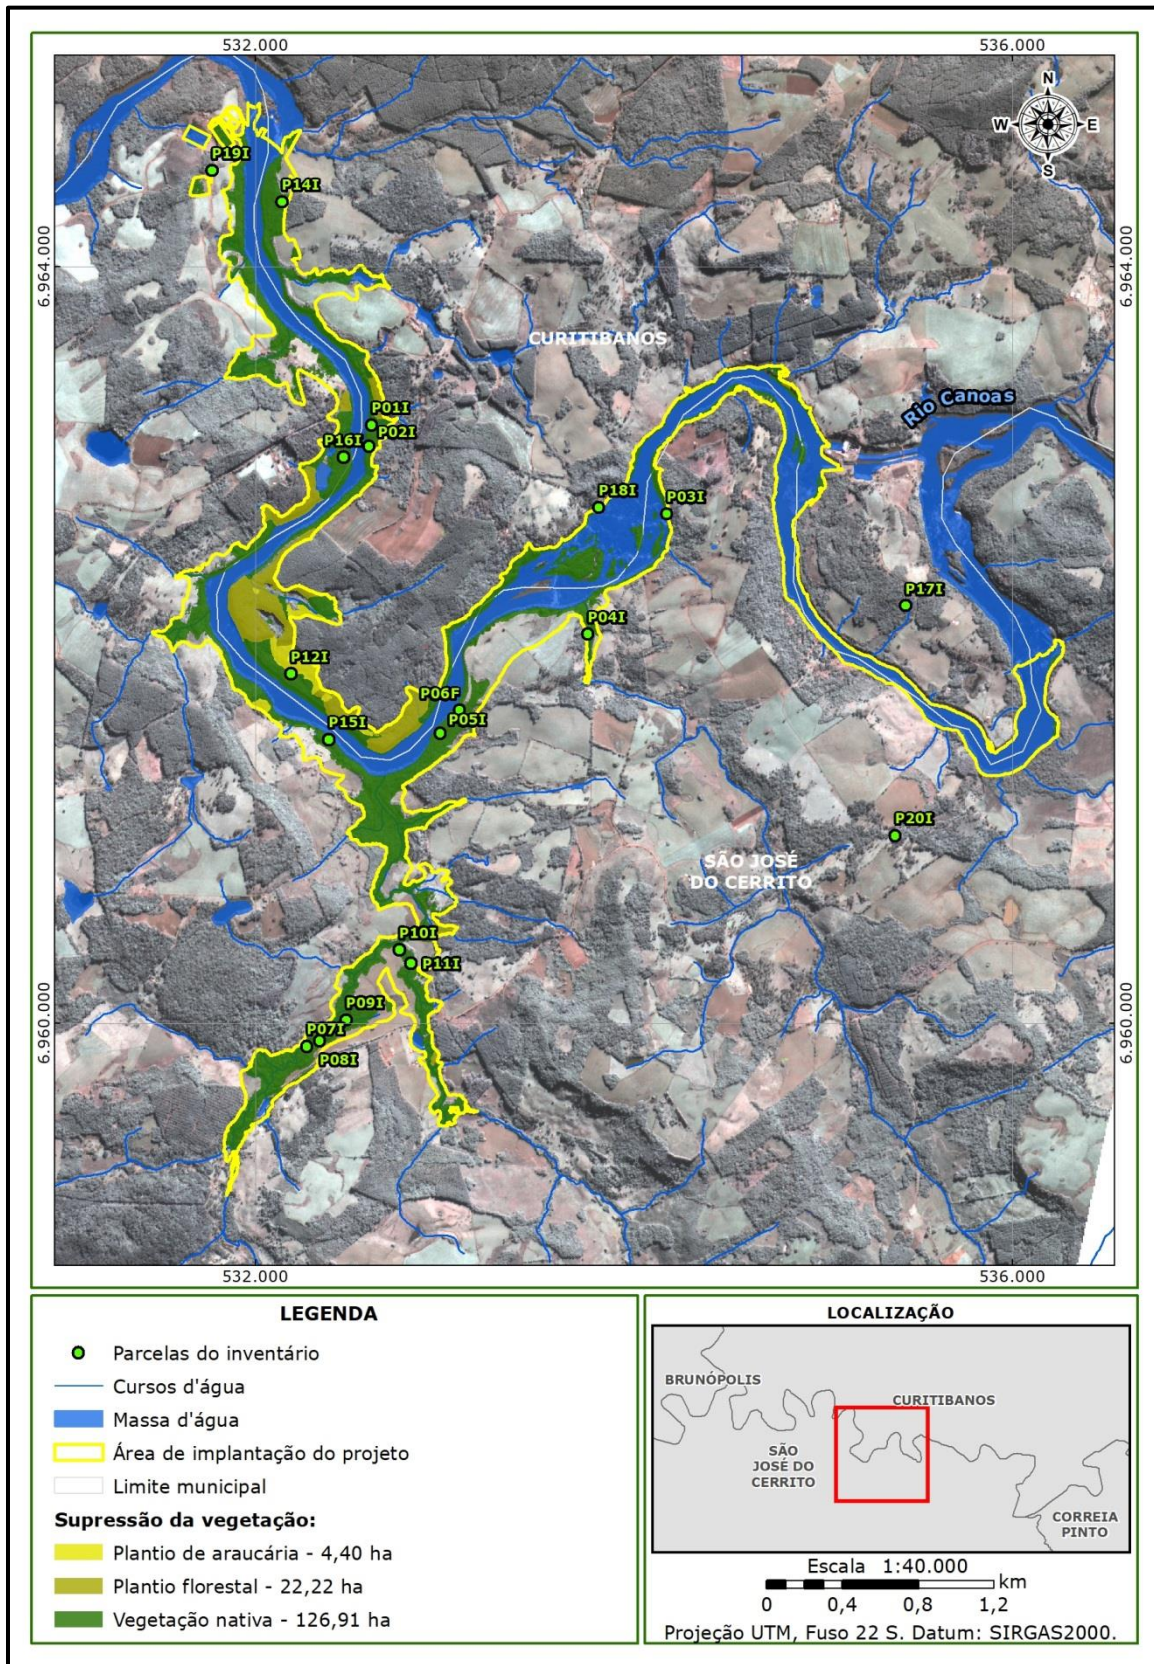 532.000
536.000
N
W
E
S
P19I
P14I
6.964.000
6.964.000
CURITIBANOS
Rio Canoas
P01I
P02I
P16I
P18I
P03I
P17I
P04I
P12I
P06F
P05I
P15I
P20I
SÃO JOSÉ
DO CERRITO
P10I
P11I
P09I
P07I
P08I
6.960.000
6.960.000
532.000
536.000
LEGENDA
Parcelas do inventário
Cursos d'água
Massa d'água
Área de implantação do projeto
Limite municipal
Supressão da vegetação:
Plantio de araucária - 4,40 ha
Plantio florestal - 22,22 ha
Vegetação nativa - 126,91 ha
LOCALIZAÇÃO
BRUNÓPOLIS
CURITIBANOS
SÃO
JOSÉ DO
CERRITO
CORREIA
PINTO
Escala 1:40.000
km
0 0,4 0,8 1,2
Projeção UTM, Fuso 22 S. Datum: SIRGAS2000.